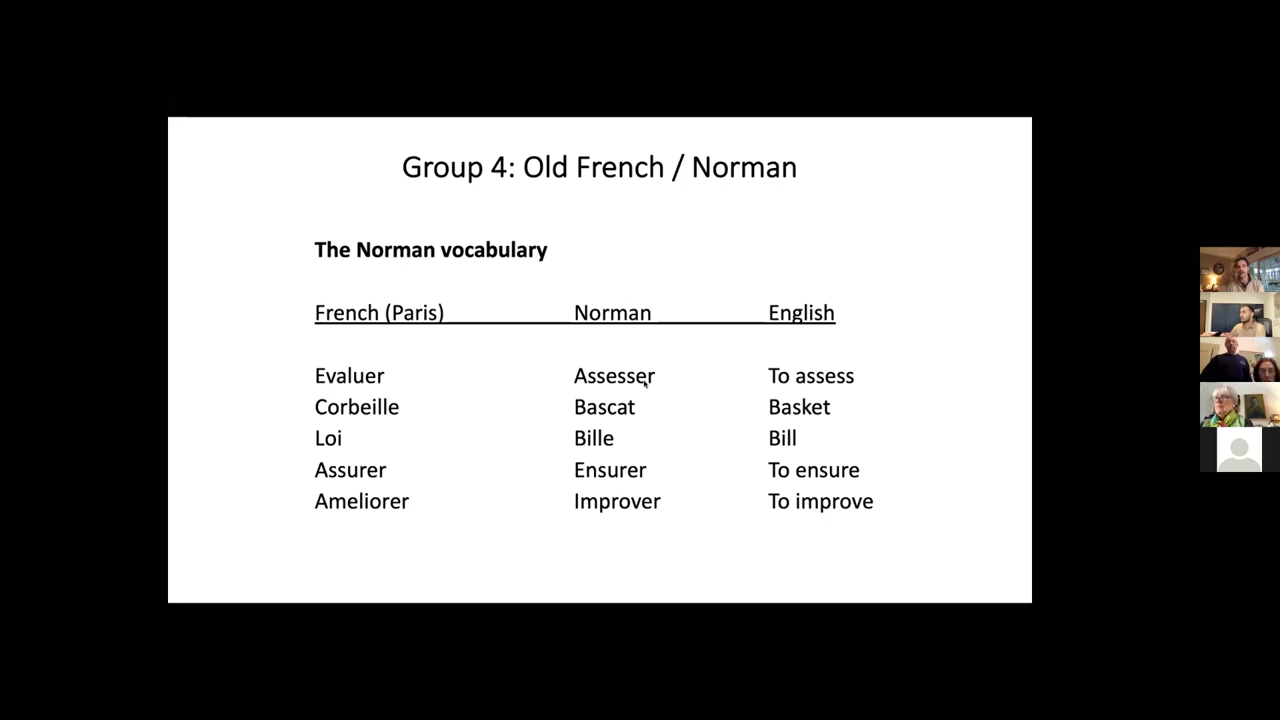 Group 4: Old French / Norman
The Norman vocabulary
French (Paris) Norman English
Evaluer Assesser To assess
Corbeille Bascat Basket
Loi Bille Bill
Assurer Ensurer To ensure
Ameliorer Improver To improve